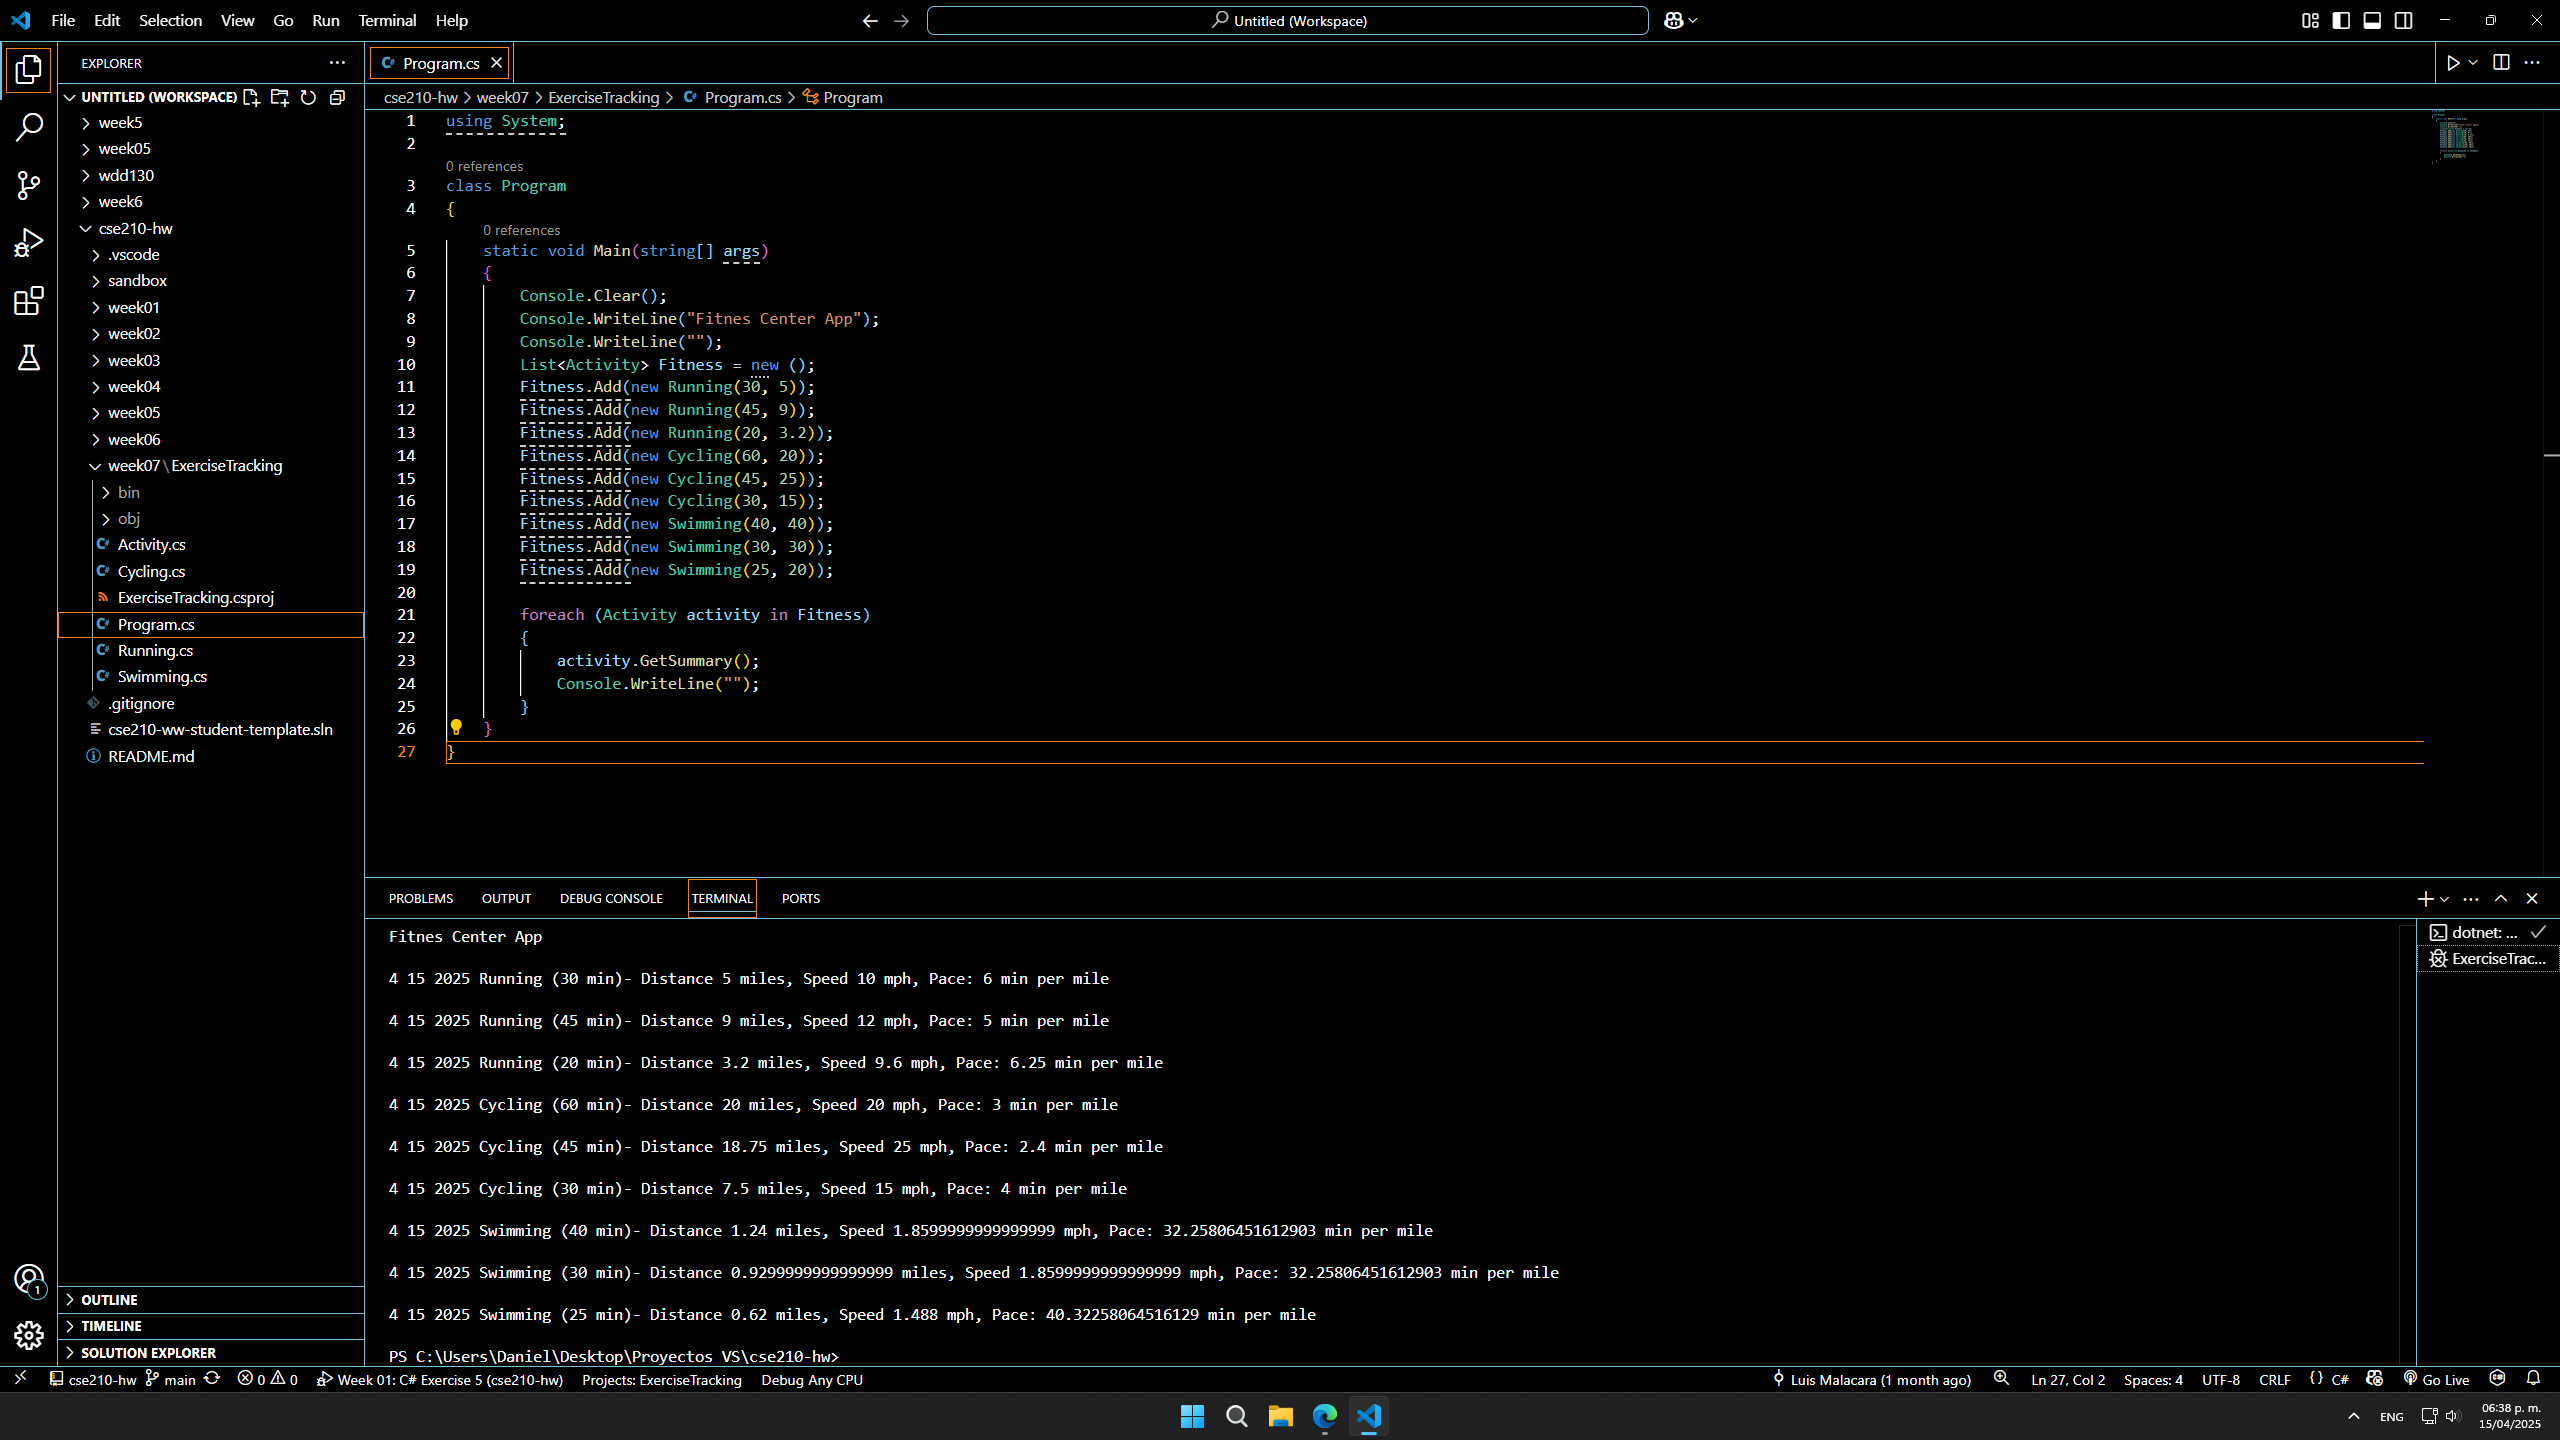 File Edit Selection View Go Run Terminal Help
Untitled (Workspace)
EXPLORER
UNTITLED (WORKSPACE)
week5
week05
wdd130
week6
cse210-hw
.vscode
sandbox
week01
week02
week03
week04
week05
week06
week07\ExerciseTracking
bin
obj
Activity.cs
Cycling.cs
ExerciseTracking.csproj
Program.cs
Running.cs
Swimming.cs
.gitignore
cse210-ww-student-template.sln
README.md
OUTLINE
TIMELINE
SOLUTION EXPLORER
Program.cs
cse210-hw > week07 > ExerciseTracking > Program.cs > Program
1 using System;
2
0 references
3 class Program
4 {
0 references
5 static void Main(string[] args)
6 {
7 Console.Clear();
8 Console.WriteLine("Fitnes Center App");
9 Console.WriteLine("");
10 List<Activity> Fitness = new ();
11 Fitness.Add(new Running(30, 5));
12 Fitness.Add(new Running(45, 9));
13 Fitness.Add(new Running(20, 3.2));
14 Fitness.Add(new Cycling(60, 20));
15 Fitness.Add(new Cycling(45, 25));
16 Fitness.Add(new Cycling(30, 15));
17 Fitness.Add(new Swimming(40, 40));
18 Fitness.Add(new Swimming(30, 30));
19 Fitness.Add(new Swimming(25, 20));
20
21 foreach (Activity activity in Fitness)
22 {
23 activity.GetSummary();
24 Console.WriteLine("");
25 }
26 }
27 }
PROBLEMS OUTPUT DEBUG CONSOLE TERMINAL PORTS
Fitnes Center App
4 15 2025 Running (30 min)- Distance 5 miles, Speed 10 mph, Pace: 6 min per mile
4 15 2025 Running (45 min)- Distance 9 miles, Speed 12 mph, Pace: 5 min per mile
4 15 2025 Running (20 min)- Distance 3.2 miles, Speed 9.6 mph, Pace: 6.25 min per mile
4 15 2025 Cycling (60 min)- Distance 20 miles, Speed 20 mph, Pace: 3 min per mile
4 15 2025 Cycling (45 min)- Distance 18.75 miles, Speed 25 mph, Pace: 2.4 min per mile
4 15 2025 Cycling (30 min)- Distance 7.5 miles, Speed 15 mph, Pace: 4 min per mile
4 15 2025 Swimming (40 min)- Distance 1.24 miles, Speed 1.8599999999999999 mph, Pace: 32.25806451612903 min per mile
4 15 2025 Swimming (30 min)- Distance 0.9299999999999999 miles, Speed 1.8599999999999999 mph, Pace: 32.25806451612903 min per mile
4 15 2025 Swimming (25 min)- Distance 0.62 miles, Speed 1.488 mph, Pace: 40.32258064516129 min per mile
PS C:\Users\Daniel\Desktop\Proyectos VS\cse210-hw>
dotnet: ...
ExerciseTrac...
1
cse210-hw main 0 0 Week 01: C# Exercise 5 (cse210-hw) Projects: ExerciseTracking Debug Any CPU
Luis Malacara (1 month ago) Ln 27, Col 2 Spaces: 4 UTF-8 CRLF {} C# Go Live
ENG
06:38 p. m.
15/04/2025